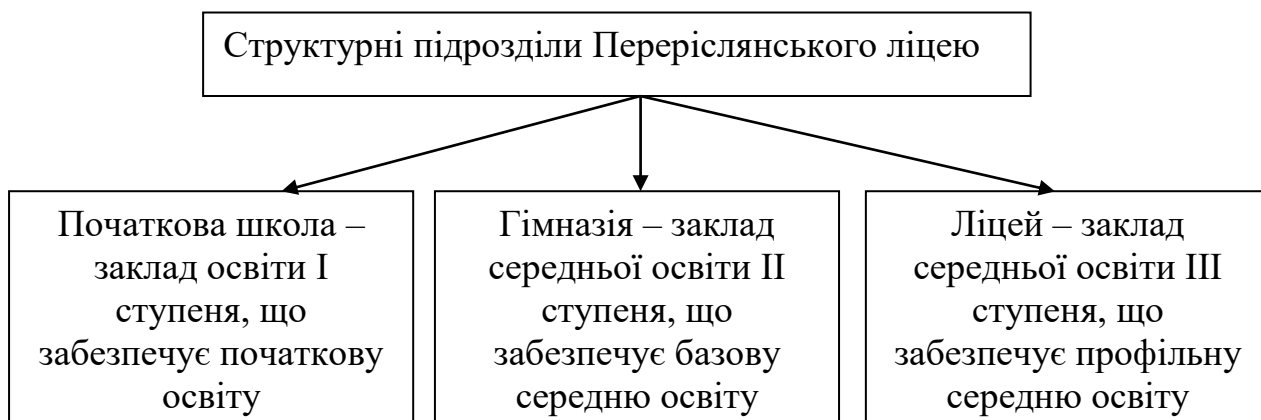 Структурні підрозділи Переріслянського ліцею
Початкова школа –
заклад освіти І
ступеня, що
забезпечує початкову
освіту
Гімназія – заклад
середньої освіти ІІ
ступеня, що
забезпечує базову
середню освіту
Ліцей – заклад
середньої освіти ІІІ
ступеня, що
забезпечує профільну
середню освіту